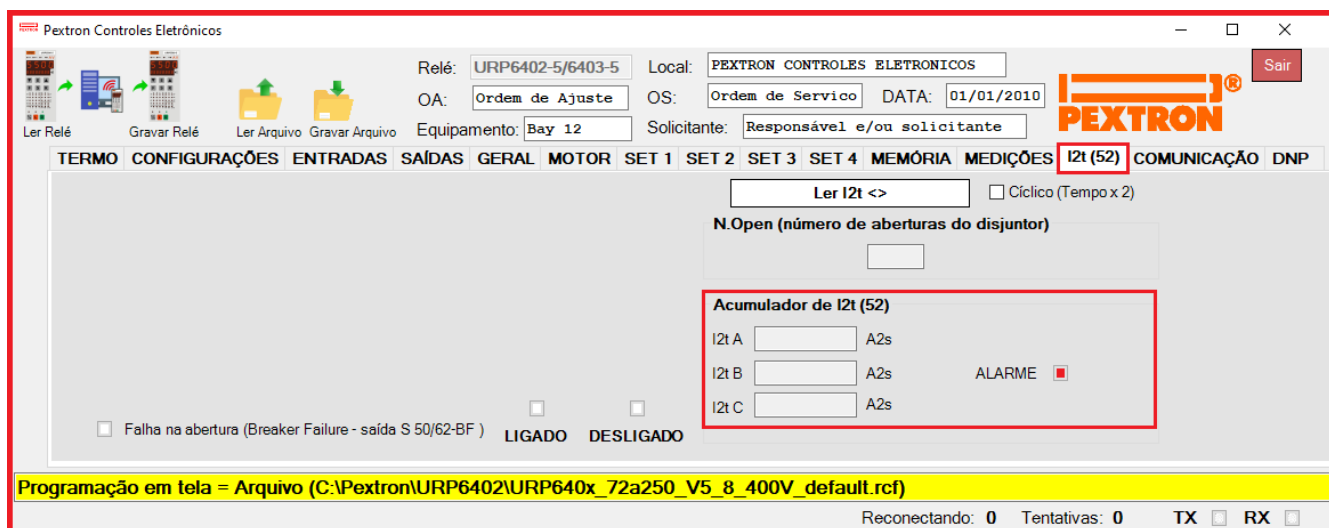 Pextron Controles Eletrônicos
Relé: URP6402-5/6403-5 Local: PEXTRON CONTROLES ELETRONICOS Sair
OA: Ordem de Ajuste OS: Ordem de Servico DATA: 01/01/2010
PEXTRON®
Ler Relé Gravar Relé Ler Arquivo Gravar Arquivo Equipamento: Bay 12 Solicitante: Responsável e/ou solicitante
TERMO CONFIGURAÇÕES ENTRADAS SAÍDAS GERAL MOTOR SET 1 SET 2 SET 3 SET 4 MEMÓRIA MEDIÇÕES I2t (52) COMUNICAÇÃO DNP
Ler I2t <> Cíclico (Tempo x 2)
N.Open (número de aberturas do disjuntor)
Acumulador de I2t (52)
I2t A A2s
I2t B A2s ALARME
I2t C A2s
Falha na abertura (Breaker Failure - saída S 50/62-BF ) LIGADO DESLIGADO
Programação em tela = Arquivo (C:\Pextron\URP6402\URP640x_72a250_V5_8_400V_default.rcf)
Reconectando: 0 Tentativas: 0 TX RX